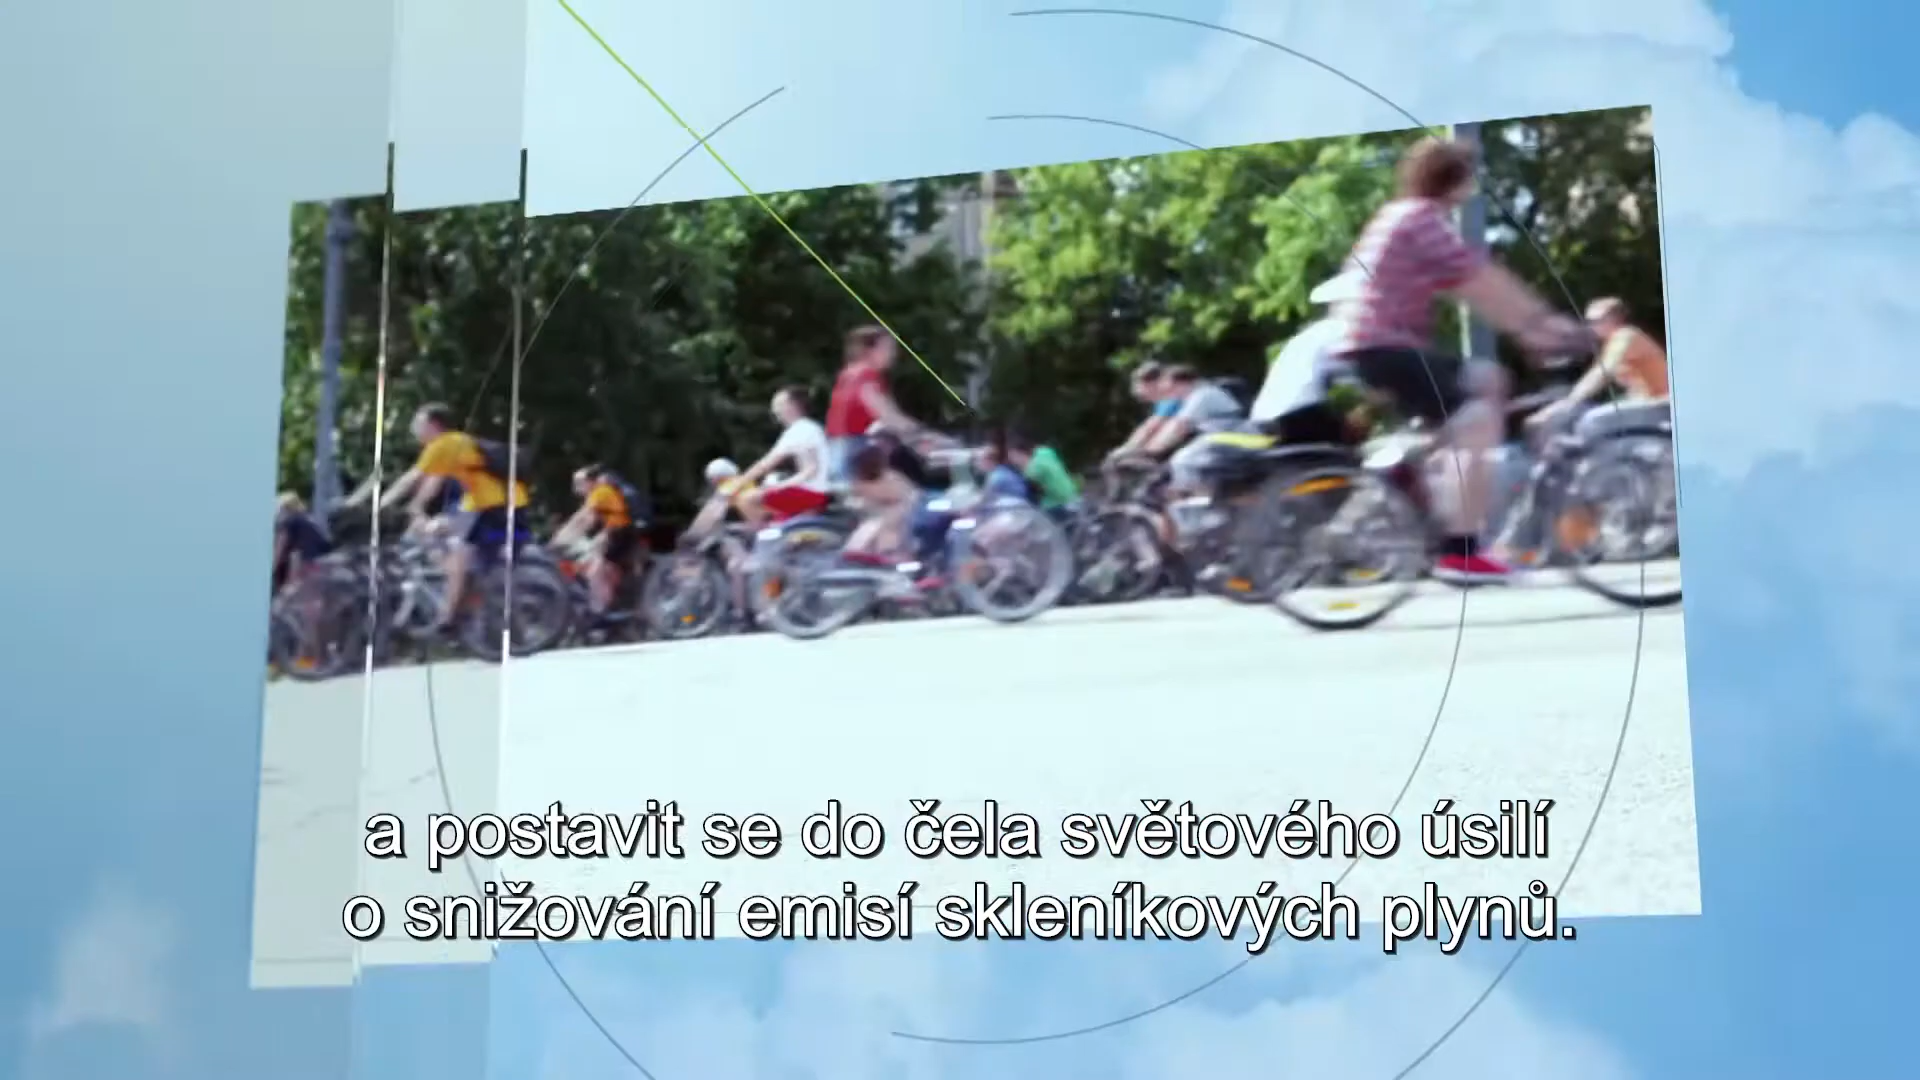 a postavit se do čela světového úsilí
o snižování emisí skleníkových plynů.